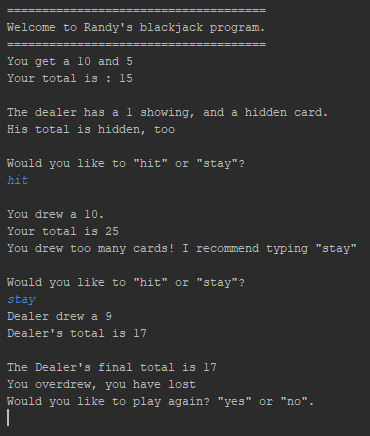 =====================================
Welcome to Randy's blackjack program.
=====================================
You get a 10 and 5
Your total is : 15
The dealer has a 1 showing, and a hidden card.
His total is hidden, too
Would you like to "hit" or "stay"?
hit
You drew a 10.
Your total is 25
You drew too many cards! I recommend typing "stay"
Would you like to "hit" or "stay"?
stay
Dealer drew a 9
Dealer's total is 17
The Dealer's final total is 17
You overdrew, you have lost
Would you like to play again? "yes" or "no".